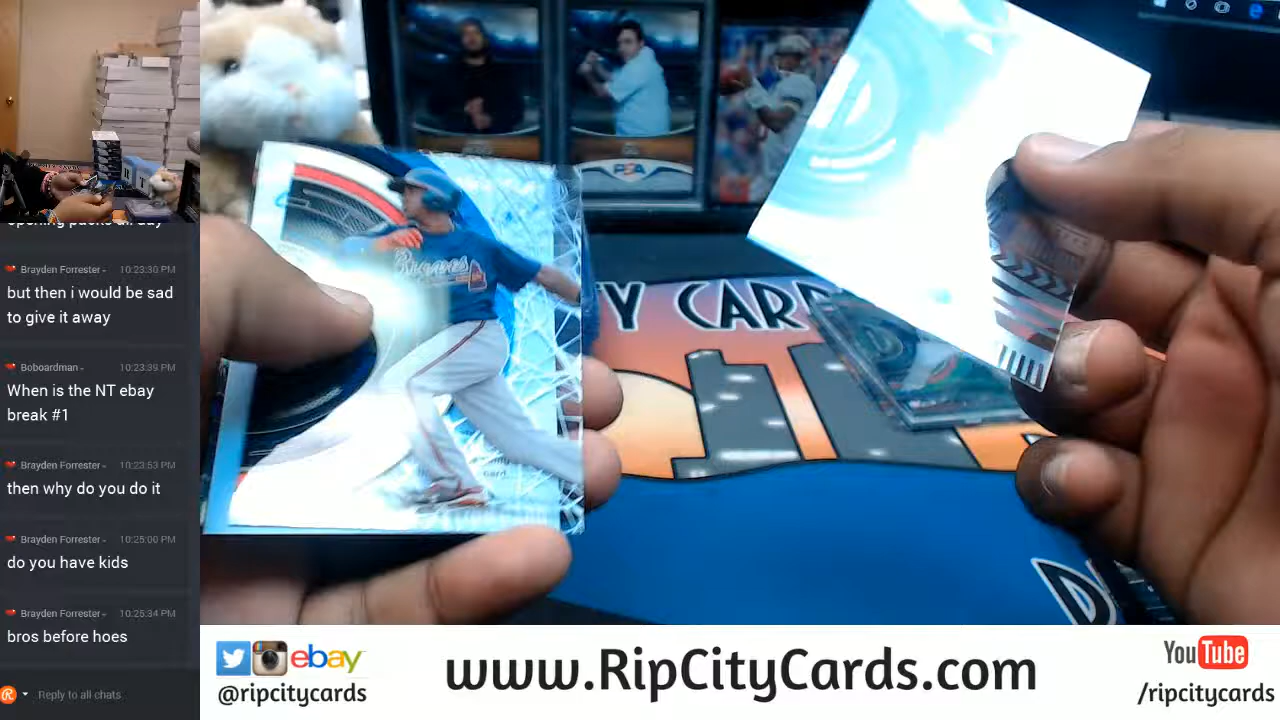 opening packs all day
Brayden Forrester 10:23:30 PM
but then i would be sad
to give it away
Boboardman 10:23:39 PM
When is the NT ebay
break #1
Brayden Forrester 10:23:53 PM
then why do you do it
Brayden Forrester 10:25:00 PM
do you have kids
Brayden Forrester 10:25:34 PM
bros before hoes
Reply to all chats.
Braves
PSA
Y CARD
card.
ebay
@ripcitycards
www.RipCityCards.com
YouTube
/ripcitycards